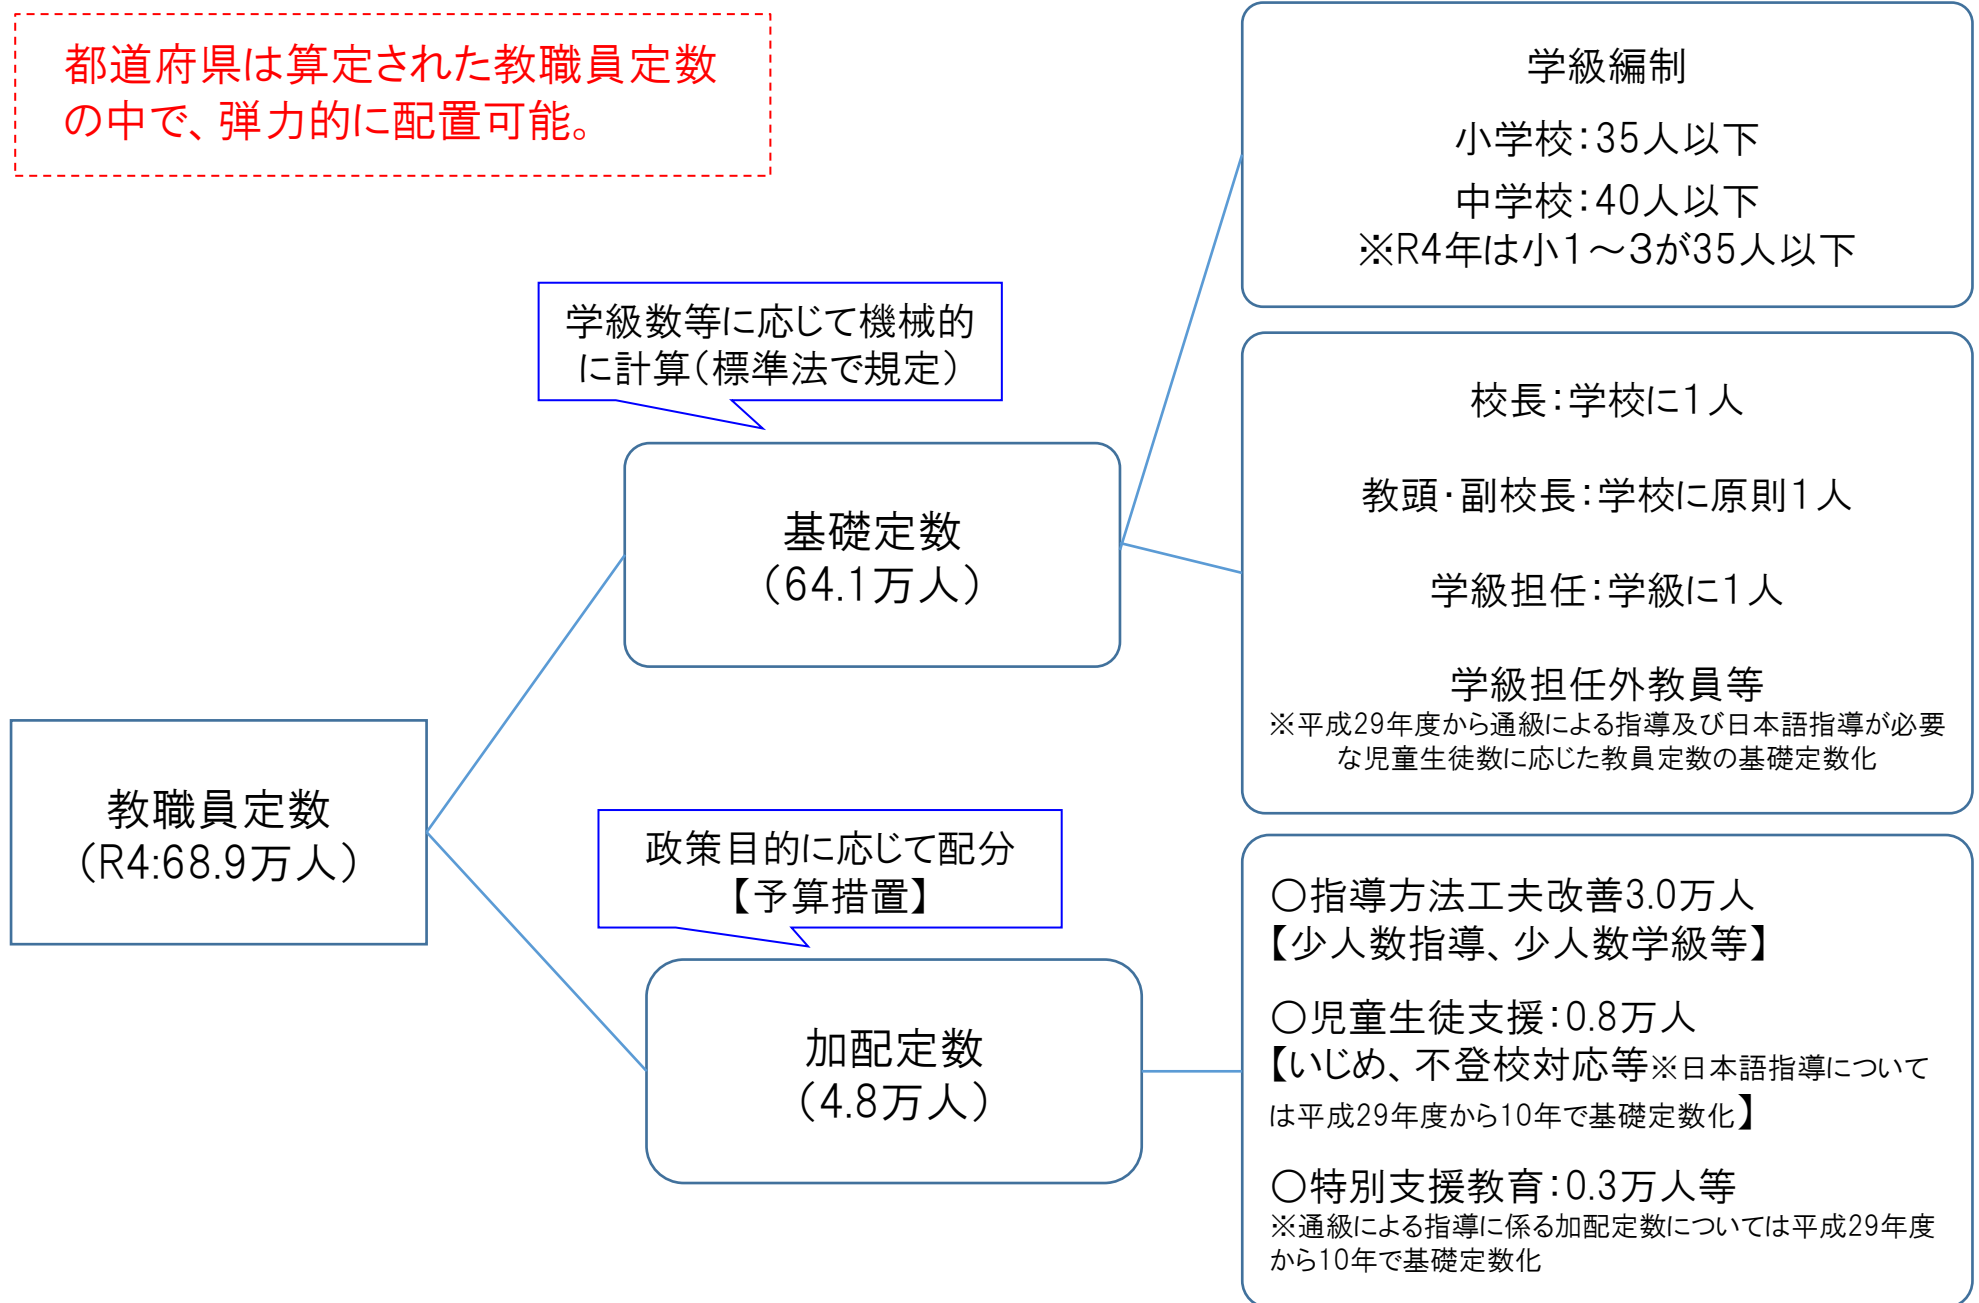 都道府県は算定された教職員定数
の中で、弾力的に配置可能。
学級編制
小学校：35人以下
中学校：40人以下
※R4年は小１～３が35人以下
学級数等に応じて機械的
に計算（標準法で規定）
基礎定数
（64.1万人）
校長：学校に１人
教頭・副校長：学校に原則１人
学級担任：学級に１人
学級担任外教員等
※平成29年度から通級による指導及び日本語指導が必要
な児童生徒数に応じた教員定数の基礎定数化
教職員定数
（R4:68.9万人）
政策目的に応じて配分
【予算措置】
加配定数
（4.8万人）
○指導方法工夫改善3.0万人
【少人数指導、少人数学級等】
○児童生徒支援：0.8万人
【いじめ、不登校対応等※日本語指導について
は平成29年度から10年で基礎定数化】
○特別支援教育：0.3万人等
※通級による指導に係る加配定数については平成29年度
から10年で基礎定数化